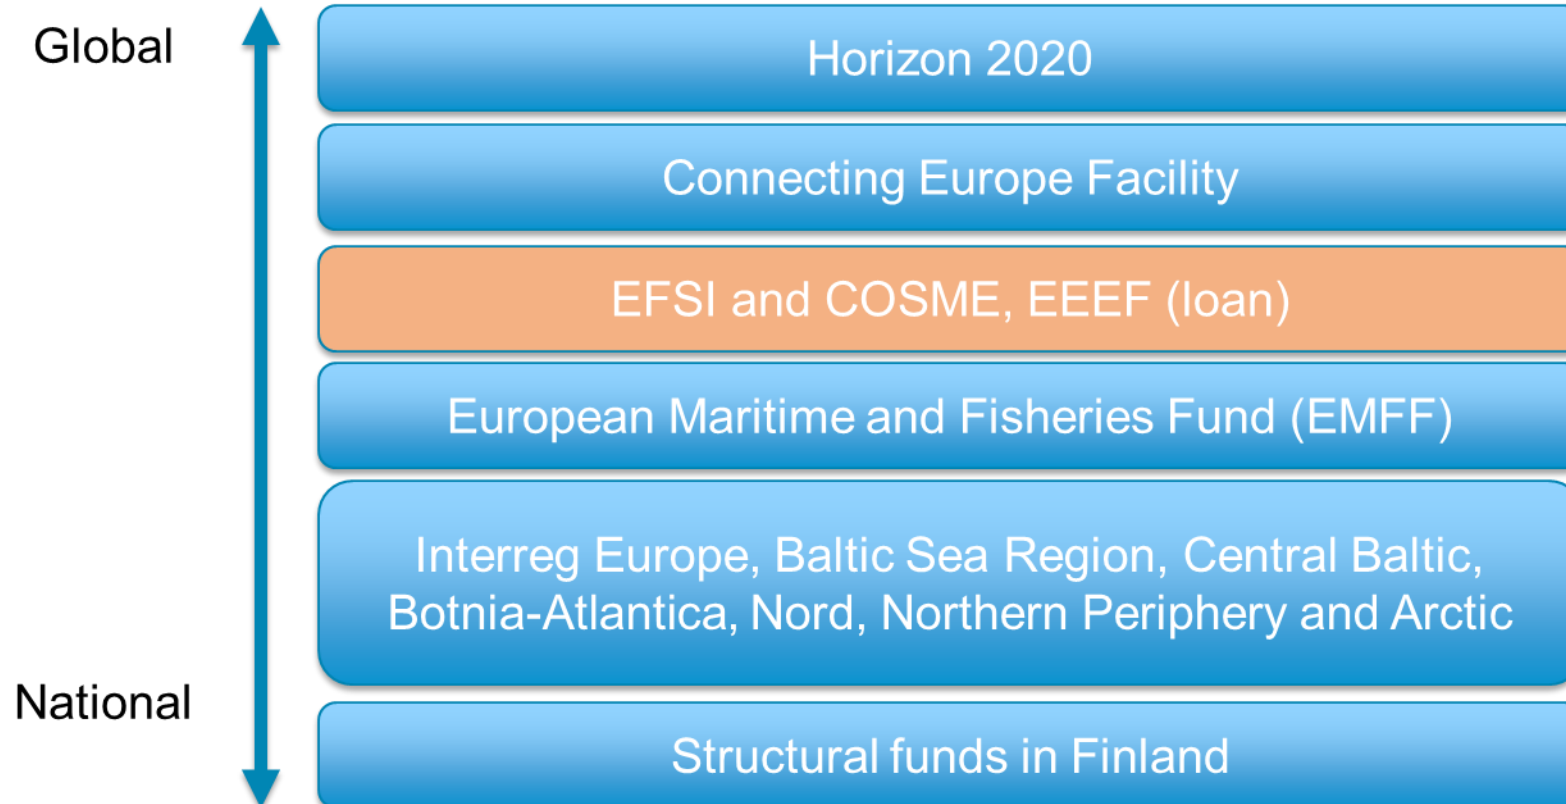 Global
Horizon 2020
Connecting Europe Facility
EFSI and COSME, EEEF (loan)
European Maritime and Fisheries Fund (EMFF)
Interreg Europe, Baltic Sea Region, Central Baltic,
Botnia-Atlantica, Nord, Northern Periphery and Arctic
National
Structural funds in Finland